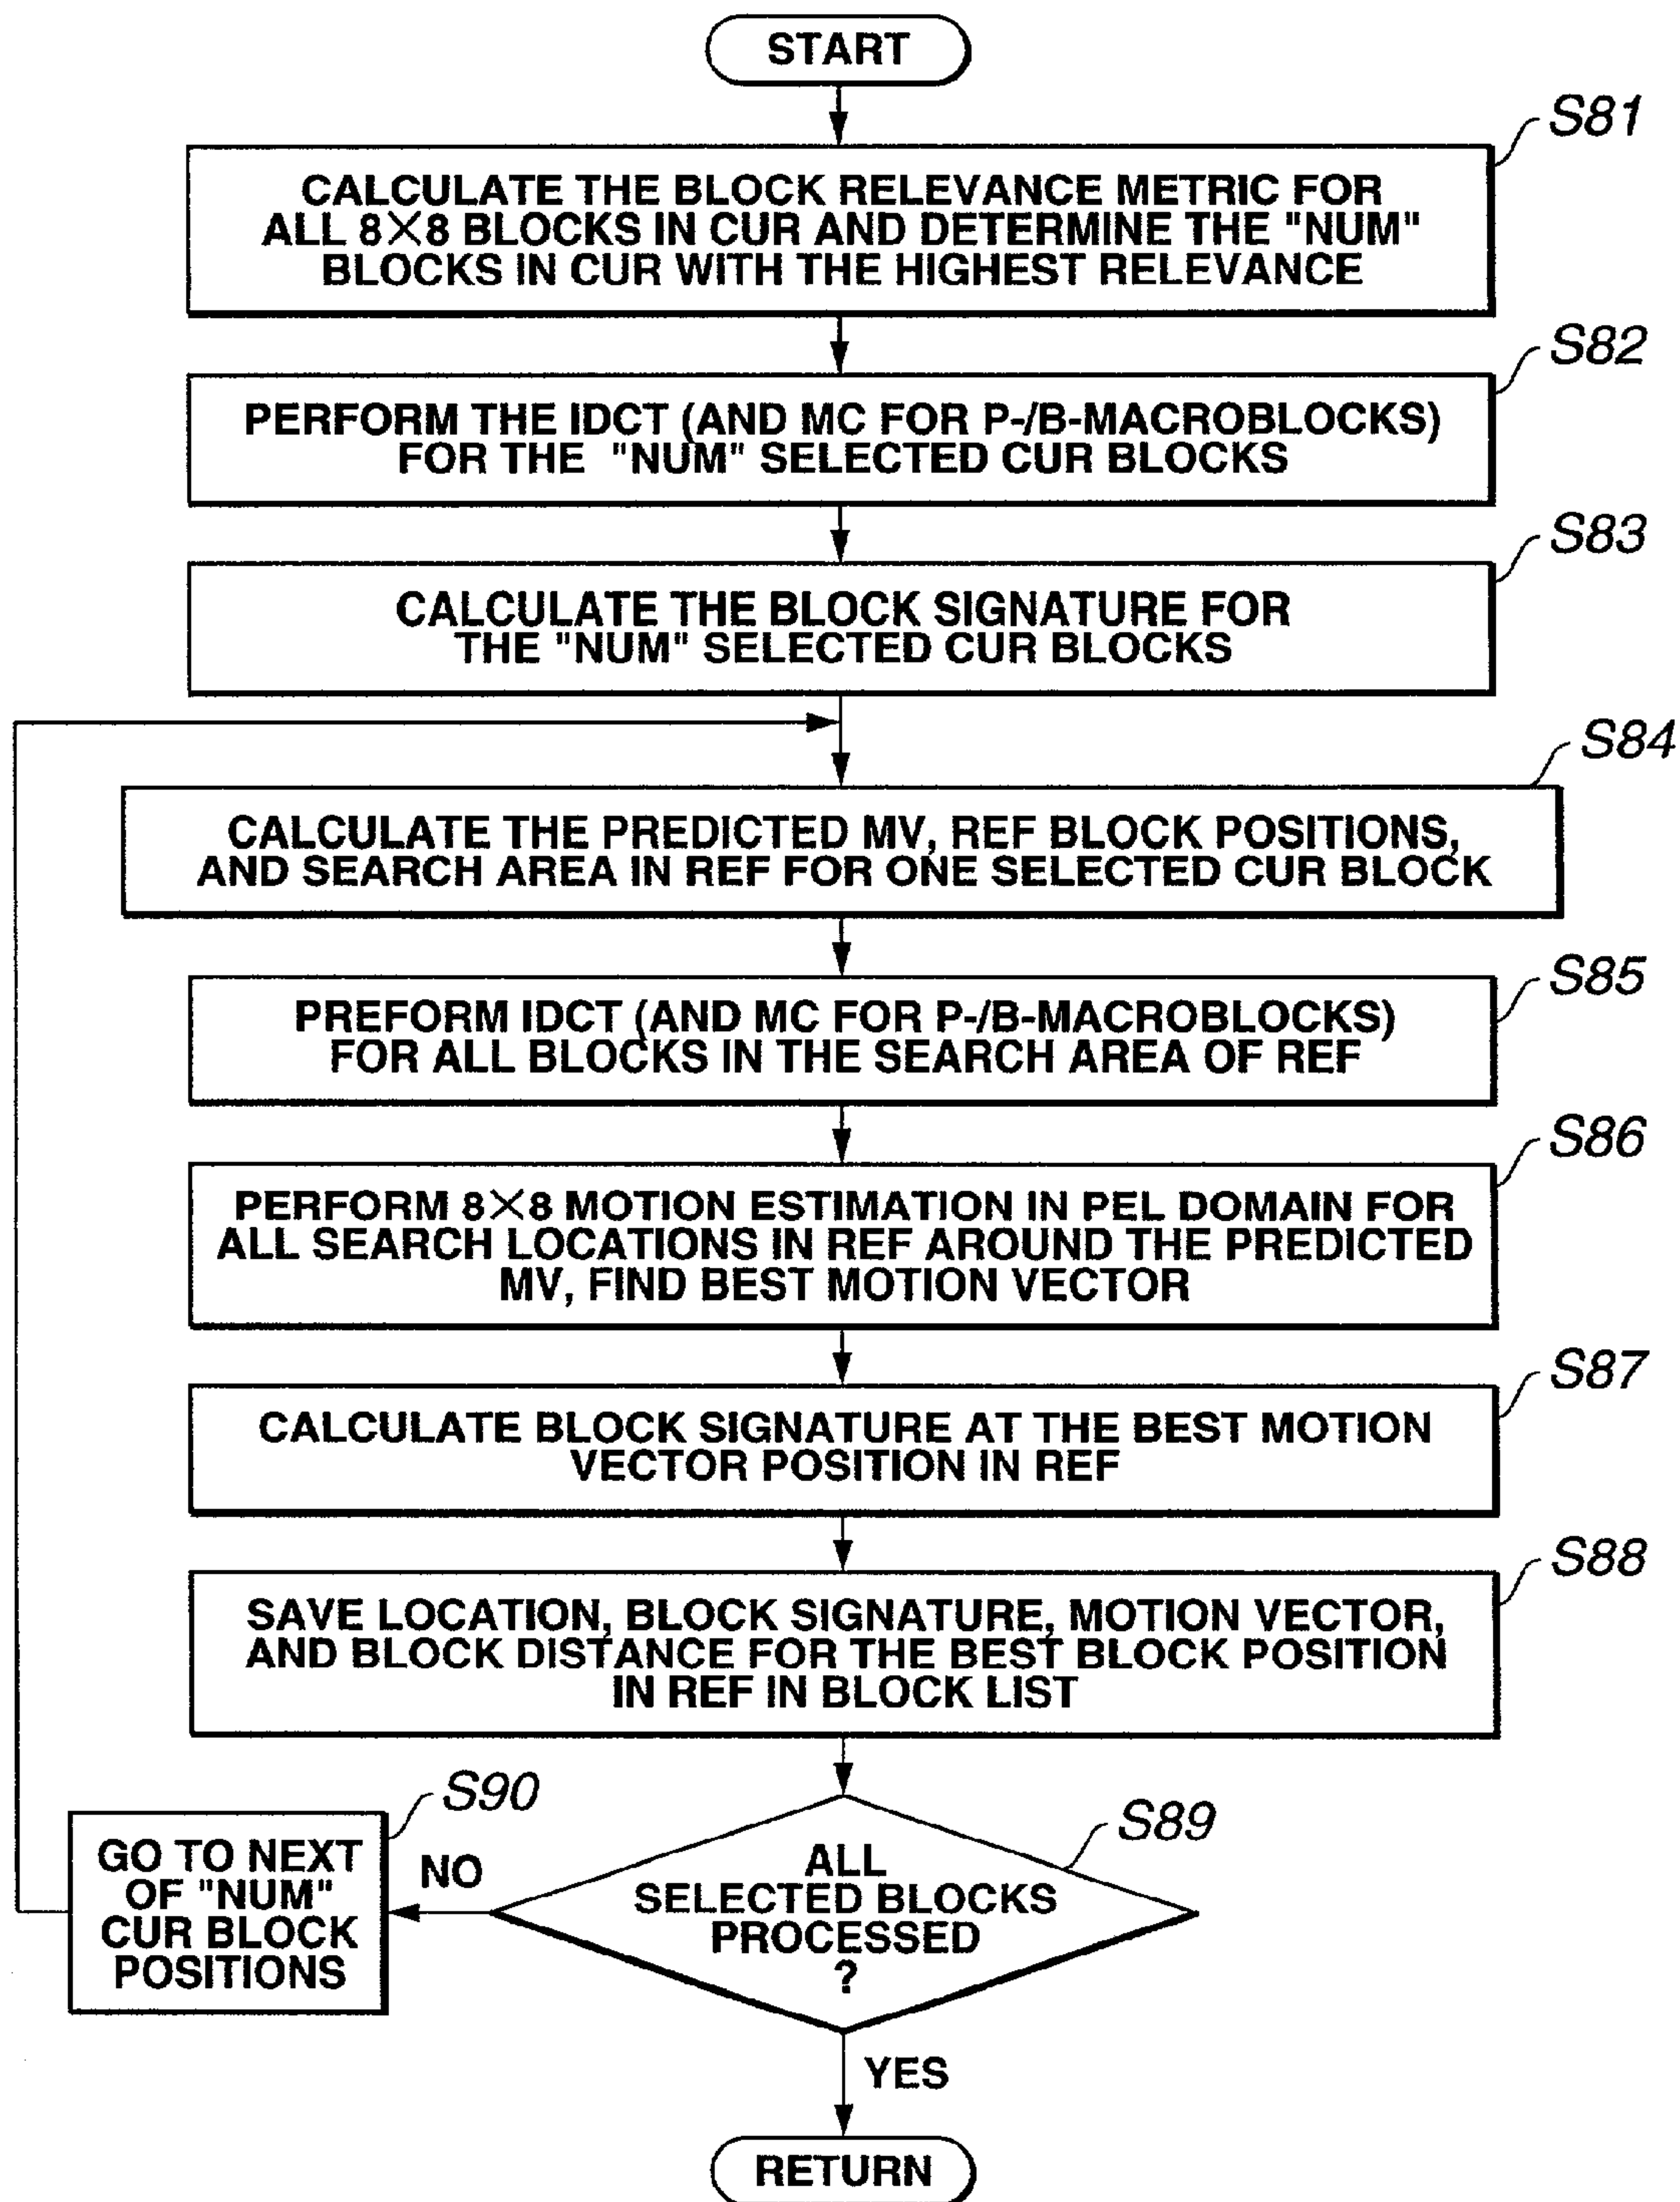 START
S81
CALCULATE THE BLOCK RELEVANCE METRIC FOR
ALL 8×8 BLOCKS IN CUR AND DETERMINE THE "NUM"
BLOCKS IN CUR WITH THE HIGHEST RELEVANCE
S82
PERFORM THE IDCT (AND MC FOR P-/B-MACROBLOCKS)
FOR THE "NUM" SELECTED CUR BLOCKS
S83
CALCULATE THE BLOCK SIGNATURE FOR
THE "NUM" SELECTED CUR BLOCKS
S84
CALCULATE THE PREDICTED MV, REF BLOCK POSITIONS,
AND SEARCH AREA IN REF FOR ONE SELECTED CUR BLOCK
S85
PREFORM IDCT (AND MC FOR P-/B-MACROBLOCKS)
FOR ALL BLOCKS IN THE SEARCH AREA OF REF
S86
PERFORM 8×8 MOTION ESTIMATION IN PEL DOMAIN FOR
ALL SEARCH LOCATIONS IN REF AROUND THE PREDICTED
MV, FIND BEST MOTION VECTOR
S87
CALCULATE BLOCK SIGNATURE AT THE BEST MOTION
VECTOR POSITION IN REF
S88
SAVE LOCATION, BLOCK SIGNATURE, MOTION VECTOR,
AND BLOCK DISTANCE FOR THE BEST BLOCK POSITION
IN REF IN BLOCK LIST
S89
ALL
SELECTED BLOCKS
PROCESSED
?
NO
S90
GO TO NEXT
OF "NUM"
CUR BLOCK
POSITIONS
YES
RETURN